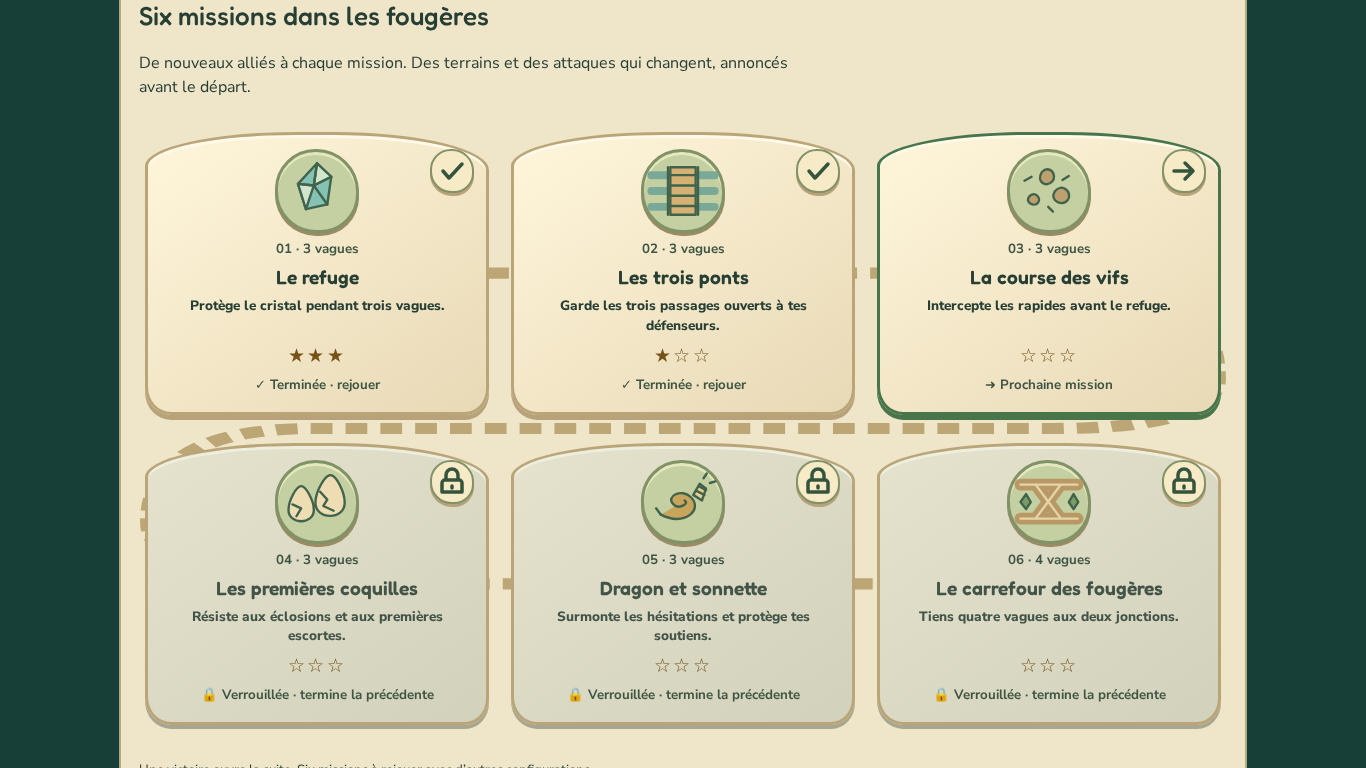 Six missions dans les fougères
De nouveaux alliés à chaque mission. Des terrains et des attaques qui changent, annoncés
avant le départ.
01 · 3 vagues
Le refuge
Protège le cristal pendant trois vagues.
★★★
✓ Terminée · rejouer
02 · 3 vagues
Les trois ponts
Garde les trois passages ouverts à tes
défenseurs.
★☆☆
✓ Terminée · rejouer
03 · 3 vagues
La course des vifs
Intercepte les rapides avant le refuge.
☆☆☆
➜ Prochaine mission
04 · 3 vagues
Les premières coquilles
Résiste aux éclosions et aux premières
escortes.
☆☆☆
🔒 Verrouillée · termine la précédente
05 · 3 vagues
Dragon et sonnette
Surmonte les hésitations et protège tes
soutiens.
☆☆☆
🔒 Verrouillée · termine la précédente
06 · 4 vagues
Le carrefour des fougères
Tiens quatre vagues aux deux jonctions.
☆☆☆
🔒 Verrouillée · termine la précédente